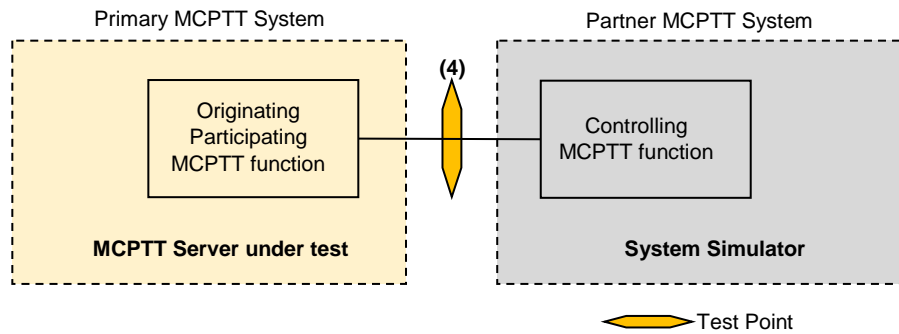 Primary MCPTT System
Partner MCPTT System
(4)
Originating
Participating
MCPTT function
Controlling
MCPTT function
MCPTT Server under test
System Simulator
Test Point